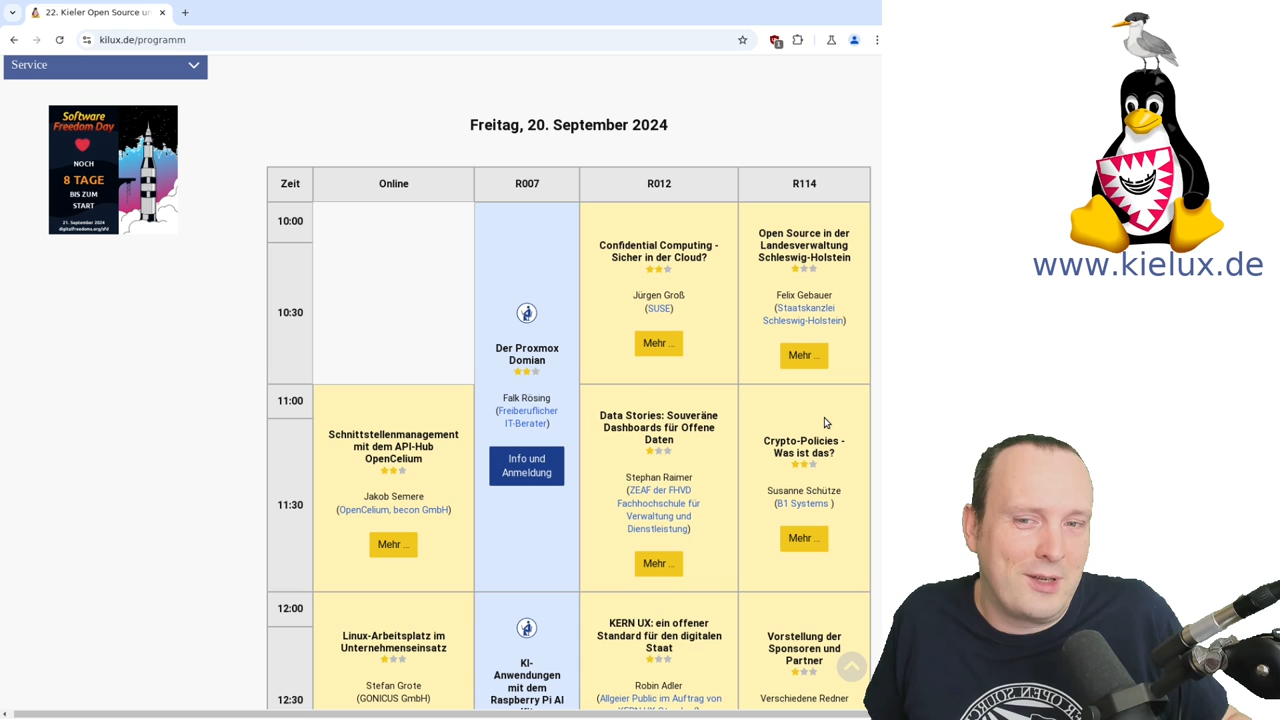 22. Kieler Open Source un
kilux.de/programm
Service
Software
Freedom Day
NOCH
8 TAGE
BIS ZUM
START
21. September 2024
digitalfreedoms.org/sfd
Freitag, 20. September 2024
Zeit
Online
R007
R012
R114
10:00
10:30
11:00
11:30
12:00
12:30
Schnittstellenmanagement
mit dem API-Hub
OpenCelium
Jakob Semere
(OpenCelium, becon GmbH)
Mehr ...
Linux-Arbeitsplatz im
Unternehmenseinsatz
Stefan Grote
(GONICUS GmbH)
Der Proxmox
Domian
Falk Rösing
(Freiberuflicher
IT-Berater)
Info und
Anmeldung
KI-
Anwendungen
mit dem
Raspberry Pi AI
Confidential Computing -
Sicher in der Cloud?
Jürgen Groß
(SUSE)
Mehr ...
Data Stories: Souveräne
Dashboards für Offene
Daten
Stephan Raimer
(ZEAF der FHVD
Fachhochschule für
Verwaltung und
Dienstleistung)
Mehr ...
KERN UX: ein offener
Standard für den digitalen
Staat
Robin Adler
(Allgeier Public im Auftrag von
Open Source in der
Landesverwaltung
Schleswig-Holstein
Felix Gebauer
(Staatskanzlei
Schleswig-Holstein)
Mehr ...
Crypto-Policies -
Was ist das?
Susanne Schütze
(B1 Systems )
Mehr ...
Vorstellung der
Sponsoren und
Partner
Verschiedene Redner
www.kielux.de